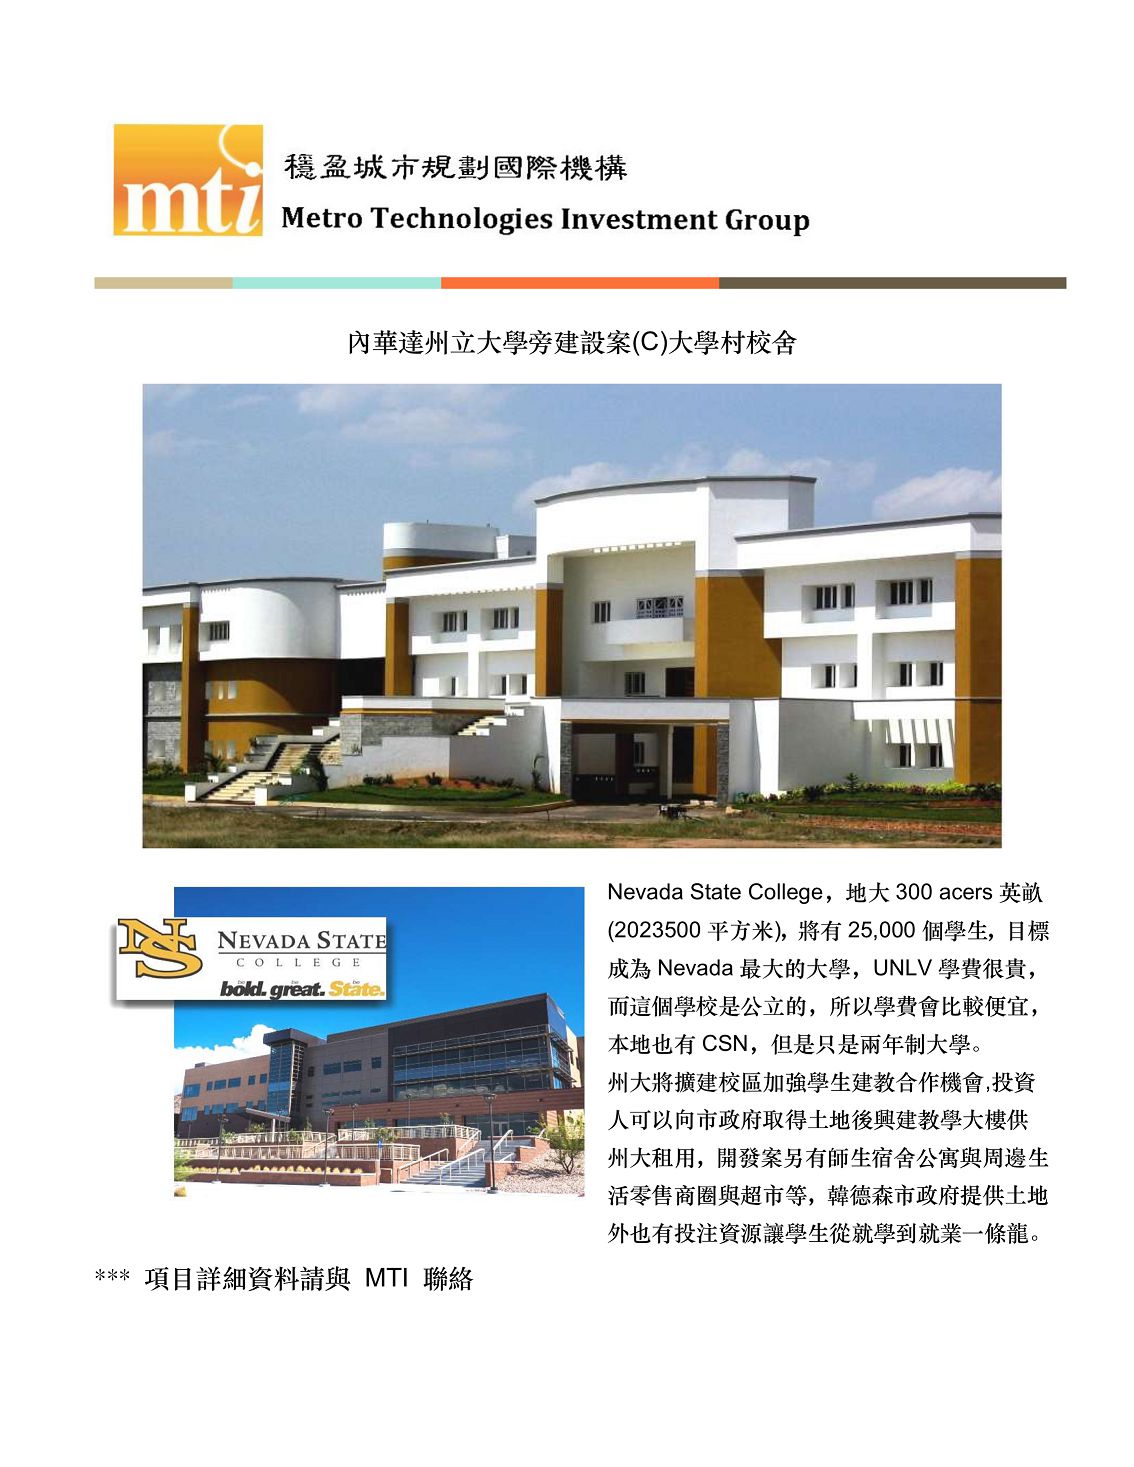 mti
穩盈城市規劃國際機構
Metro Technologies Investment Group
內華達州立大學旁建設案(C)大學村校舍
NS
NEVADA STATE
COLLEGE
be be be
bold. great. State.
Nevada State College，地大 300 acers 英畝
(2023500 平方米)，將有 25,000 個學生，目標
成為 Nevada 最大的大學，UNLV 學費很貴，
而這個學校是公立的，所以學費會比較便宜，
本地也有 CSN，但是只是兩年制大學。
州大將擴建校區加強學生建教合作機會,投資
人可以向市政府取得土地後興建教學大樓供
州大租用，開發案另有師生宿舍公寓與周邊生
活零售商圈與超市等，韓德森市政府提供土地
外也有投注資源讓學生從就學到就業一條龍。
*** 項目詳細資料請與 MTI 聯絡